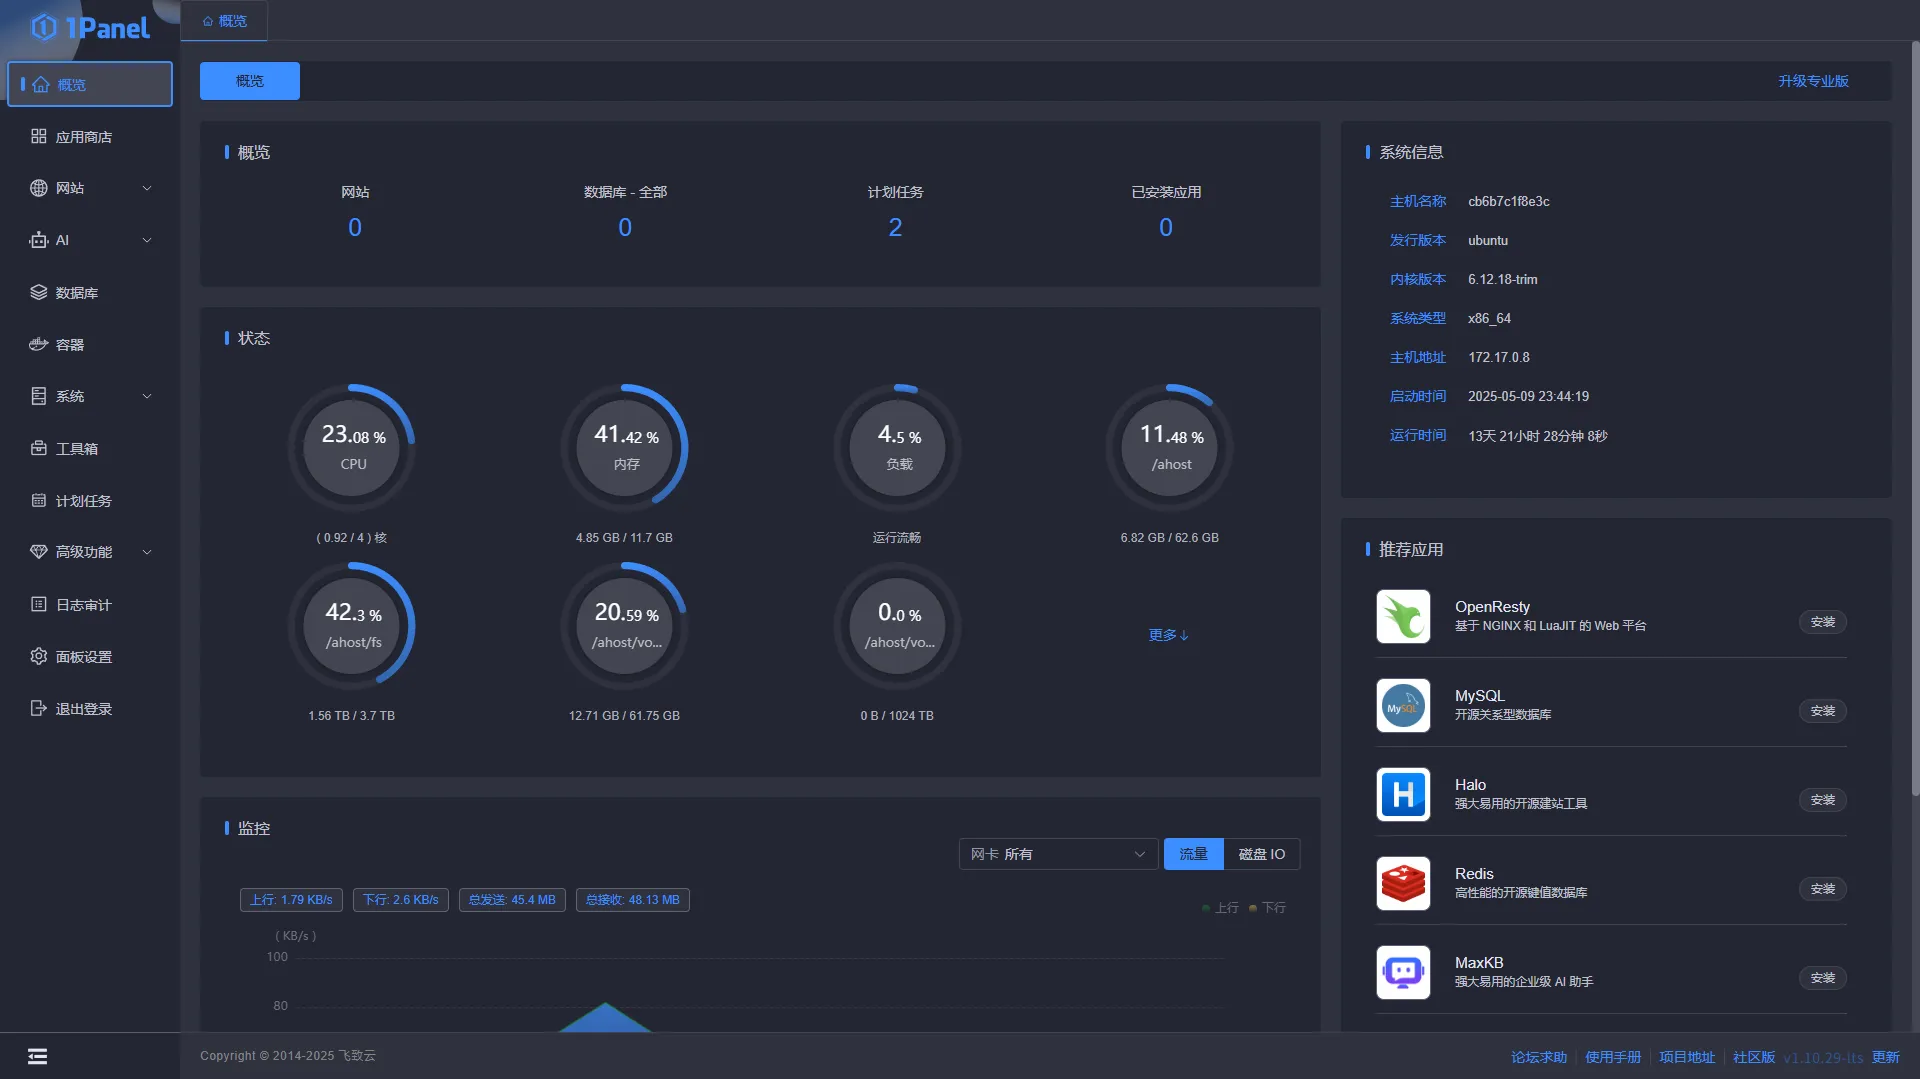 1Panel
概览
概览
应用商店
网站
AI
数据库
容器
系统
工具箱
计划任务
高级功能
日志审计
面板设置
退出登录
概览
升级专业版
概览
网站
0
数据库 - 全部
0
计划任务
2
已安装应用
0
状态
23.08 %
CPU
( 0.92 / 4 ) 核
41.42 %
内存
4.85 GB / 11.7 GB
4.5 %
负载
运行流畅
11.48 %
/ahost
6.82 GB / 62.6 GB
42.3 %
/ahost/fs
1.56 TB / 3.7 TB
20.59 %
/ahost/vo...
12.71 GB / 61.75 GB
0.0 %
/ahost/vo...
0 B / 1024 TB
更多
监控
网卡 所有
流量
磁盘 IO
上行: 1.79 KB/s
下行: 2.6 KB/s
总发送: 45.4 MB
总接收: 48.13 MB
上行
下行
( KB/s )
100
80
系统信息
主机名称 cb6b7c1f8e3c
发行版本 ubuntu
内核版本 6.12.18-trim
系统类型 x86_64
主机地址 172.17.0.8
启动时间 2025-05-09 23:44:19
运行时间 13天 21小时 28分钟 8秒
推荐应用
OpenResty
基于 NGINX 和 LuaJIT 的 Web 平台
安装
MySQL
MySQL
开源关系型数据库
安装
H
Halo
强大易用的开源建站工具
安装
Redis
高性能的开源键值数据库
安装
MaxKB
强大易用的企业级 AI 助手
安装
Copyright © 2014-2025 飞致云
论坛求助
使用手册
项目地址
社区版 v1.10.29-lts 更新